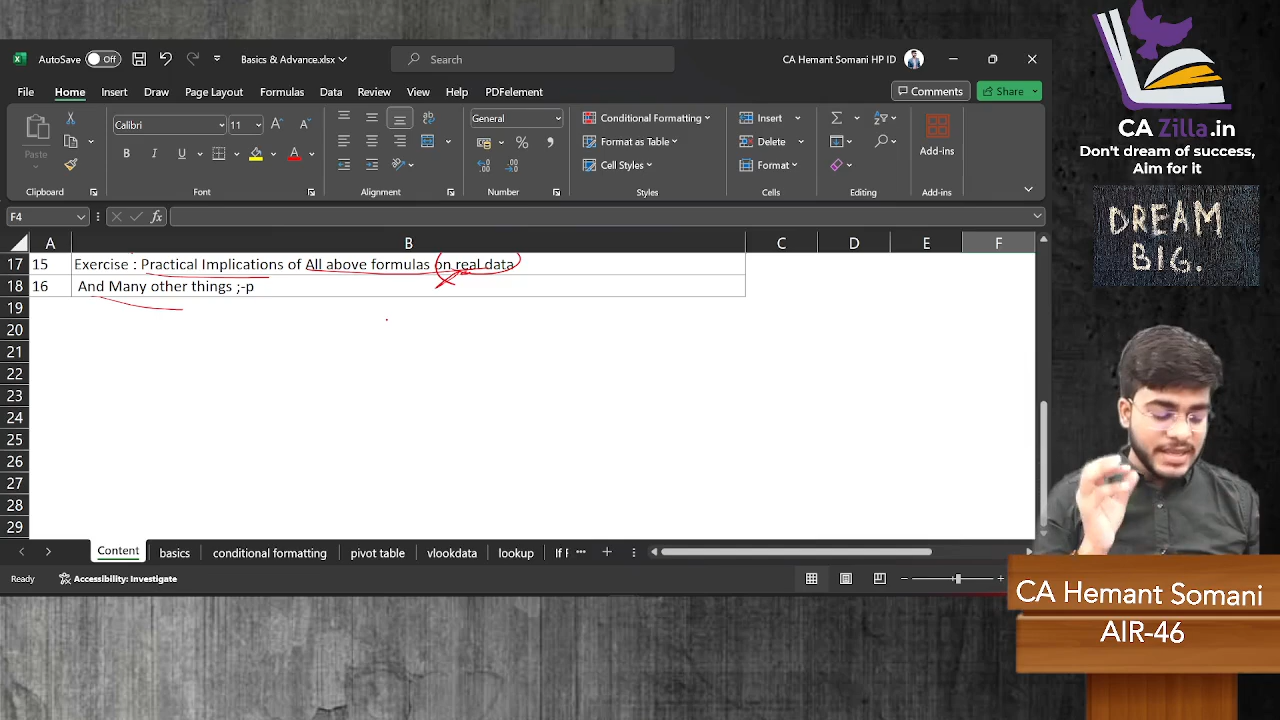 AutoSave Off Basics & Advance.xlsx Search CA Hemant Somani HP ID
File Home Insert Draw Page Layout Formulas Data Review View Help PDFelement Comments Share
Paste
Clipboard
Calibri 11
B I U A
Font
Alignment
General
%
Number
Conditional Formatting
Format as Table
Cell Styles
Styles
Insert
Delete
Format
Cells
Editing
Add-ins
Add-ins
F4 fx
A B C D E F
17 15 Exercise : Practical Implications of All above formulas on real data
18 16 And Many other things ;-p
19
20
21
22
23
24
25
26
27
28
29
Content basics conditional formatting pivot table vlookdata lookup If F ...
Ready Accessibility: Investigate
CA Zilla.in
Don't dream of success,
Aim for it
DREAM
BIG.
CA Hemant Somani
AIR-46